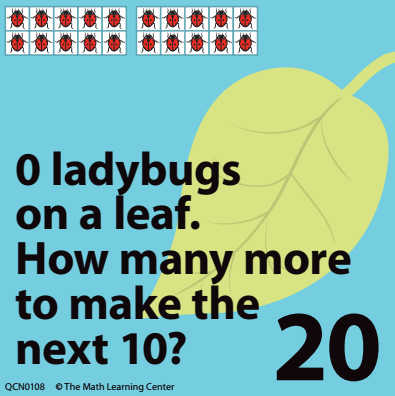 0 ladybugs
on a leaf.
How many more
to make the
next 10?
20
QCN0108 © The Math Learning Center